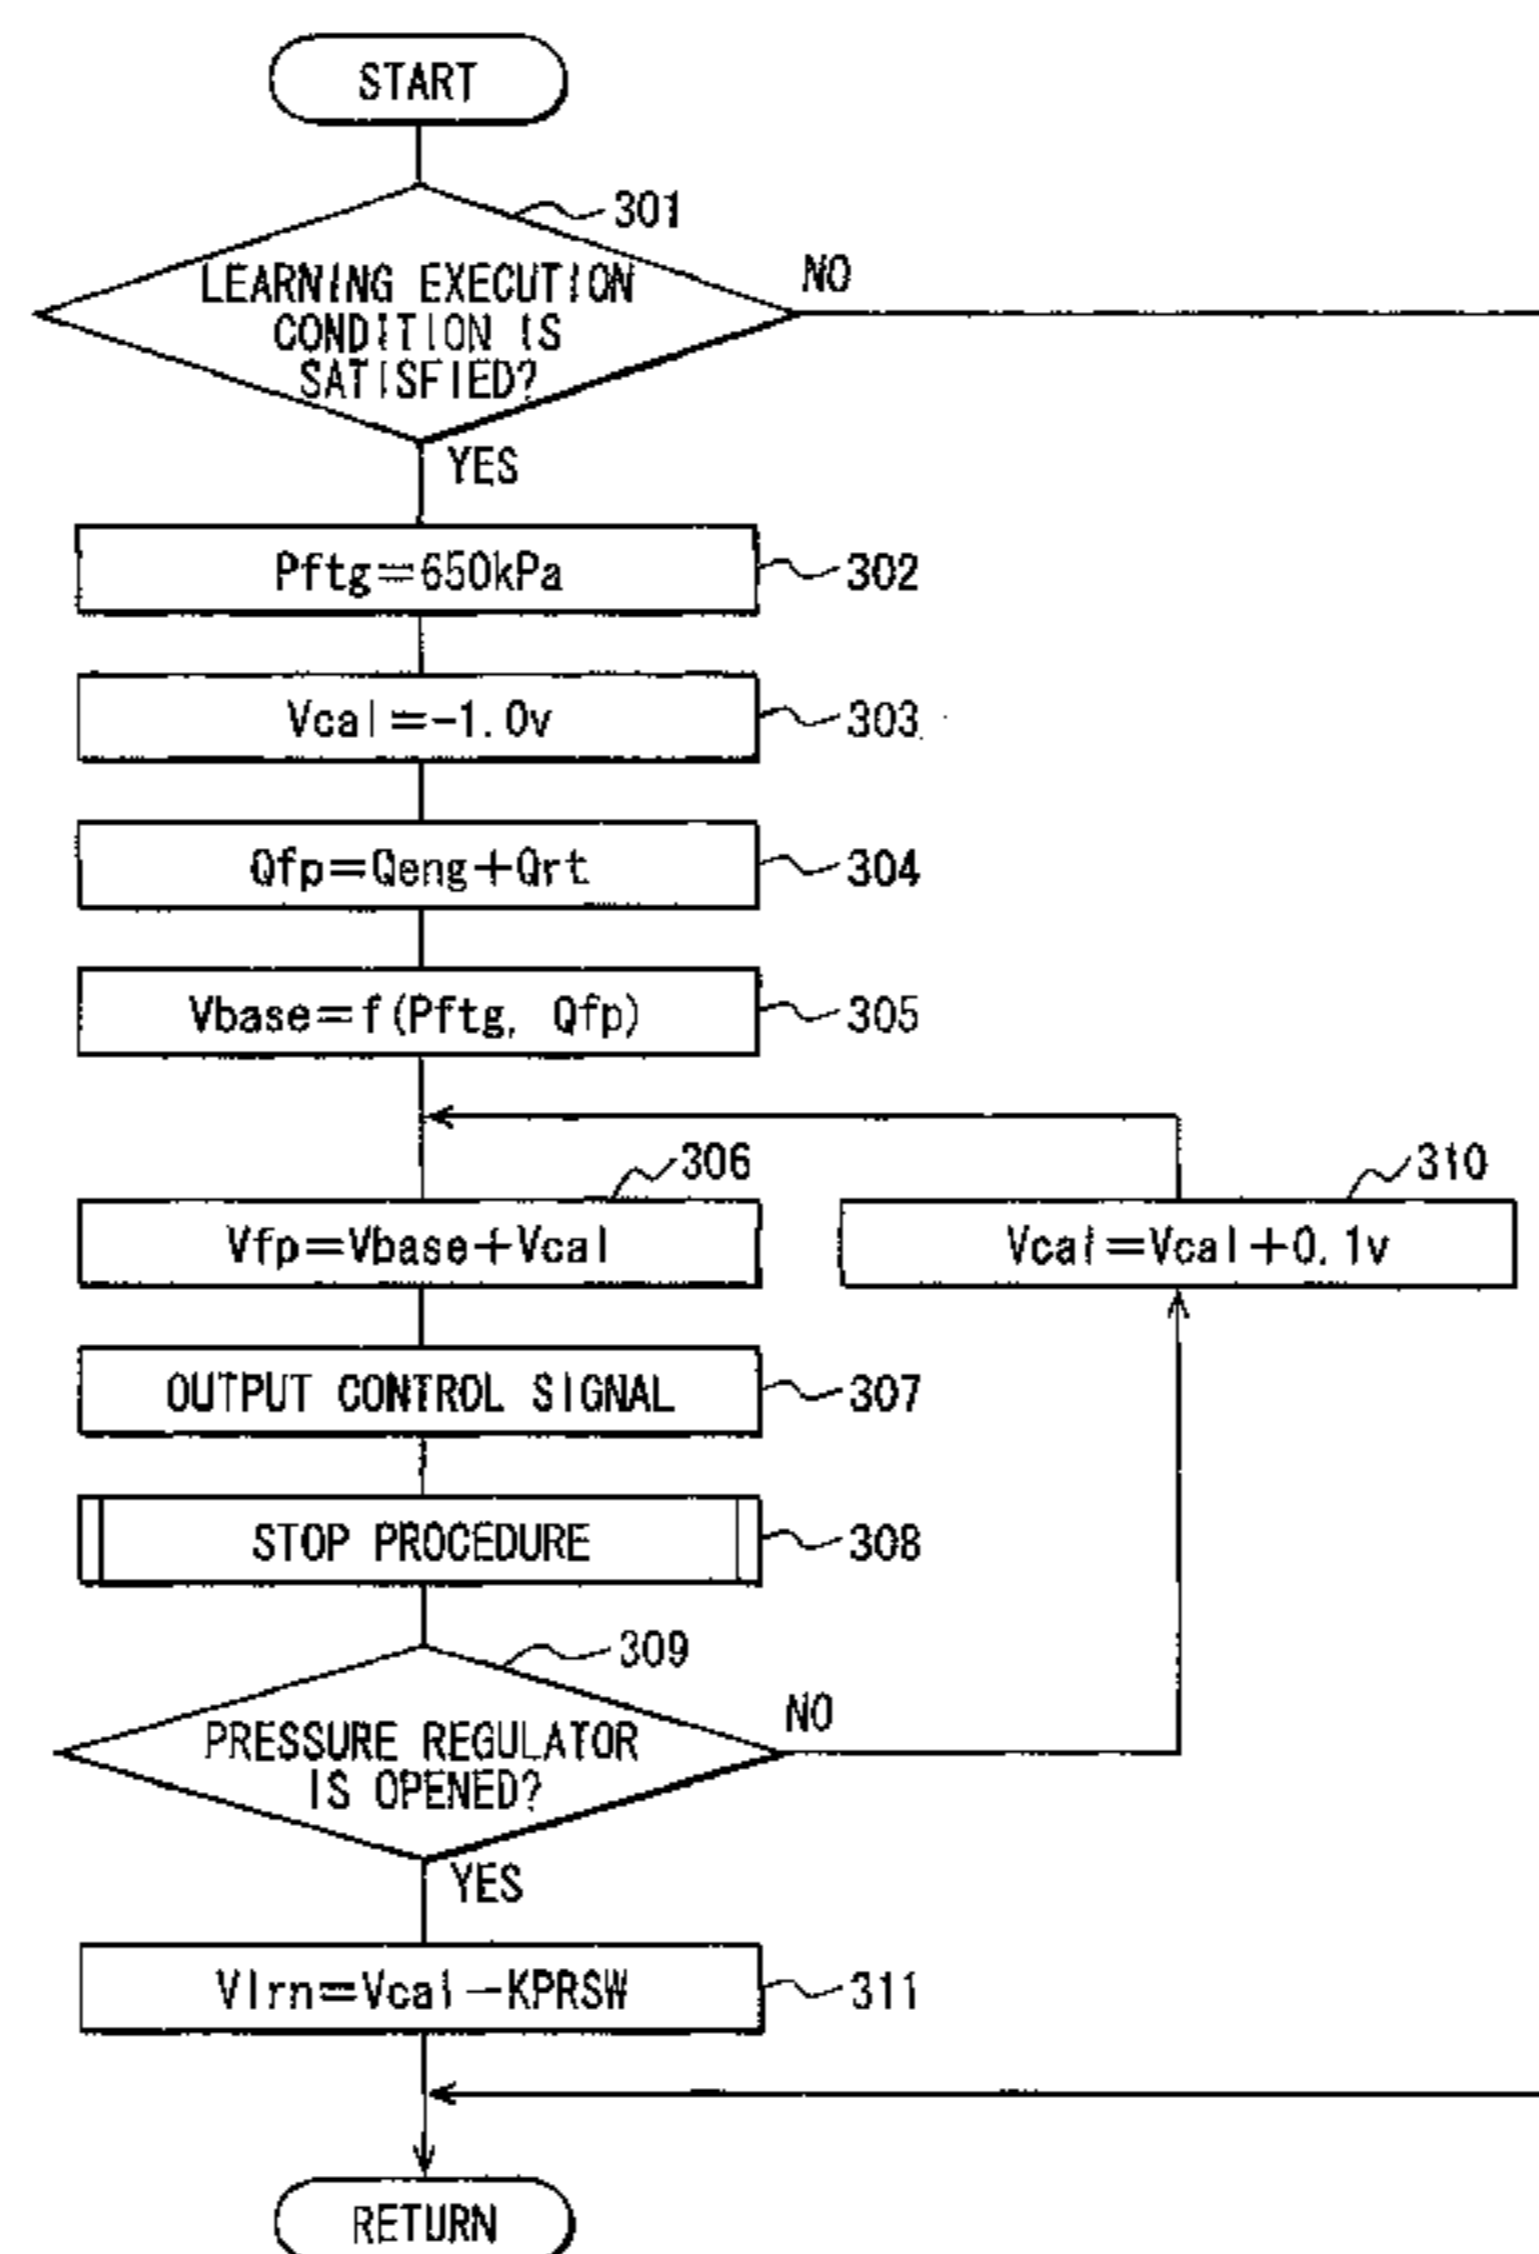 START
301
LEARNING EXECUTION
CONDITION IS
SATISFIED?
NO
YES
Pftg=650kPa
302
Vcal=-1.0v
303
Qfp=Qeng+Qrt
304
Vbase=f(Pftg, Qfp)
305
306
310
Vfp=Vbase+Vcal
Vcal=Vcal+0.1v
OUTPUT CONTROL SIGNAL
307
STOP PROCEDURE
308
309
PRESSURE REGULATOR
IS OPENED?
NO
YES
Vlrn=Vcal-KPRSW
311
RETURN